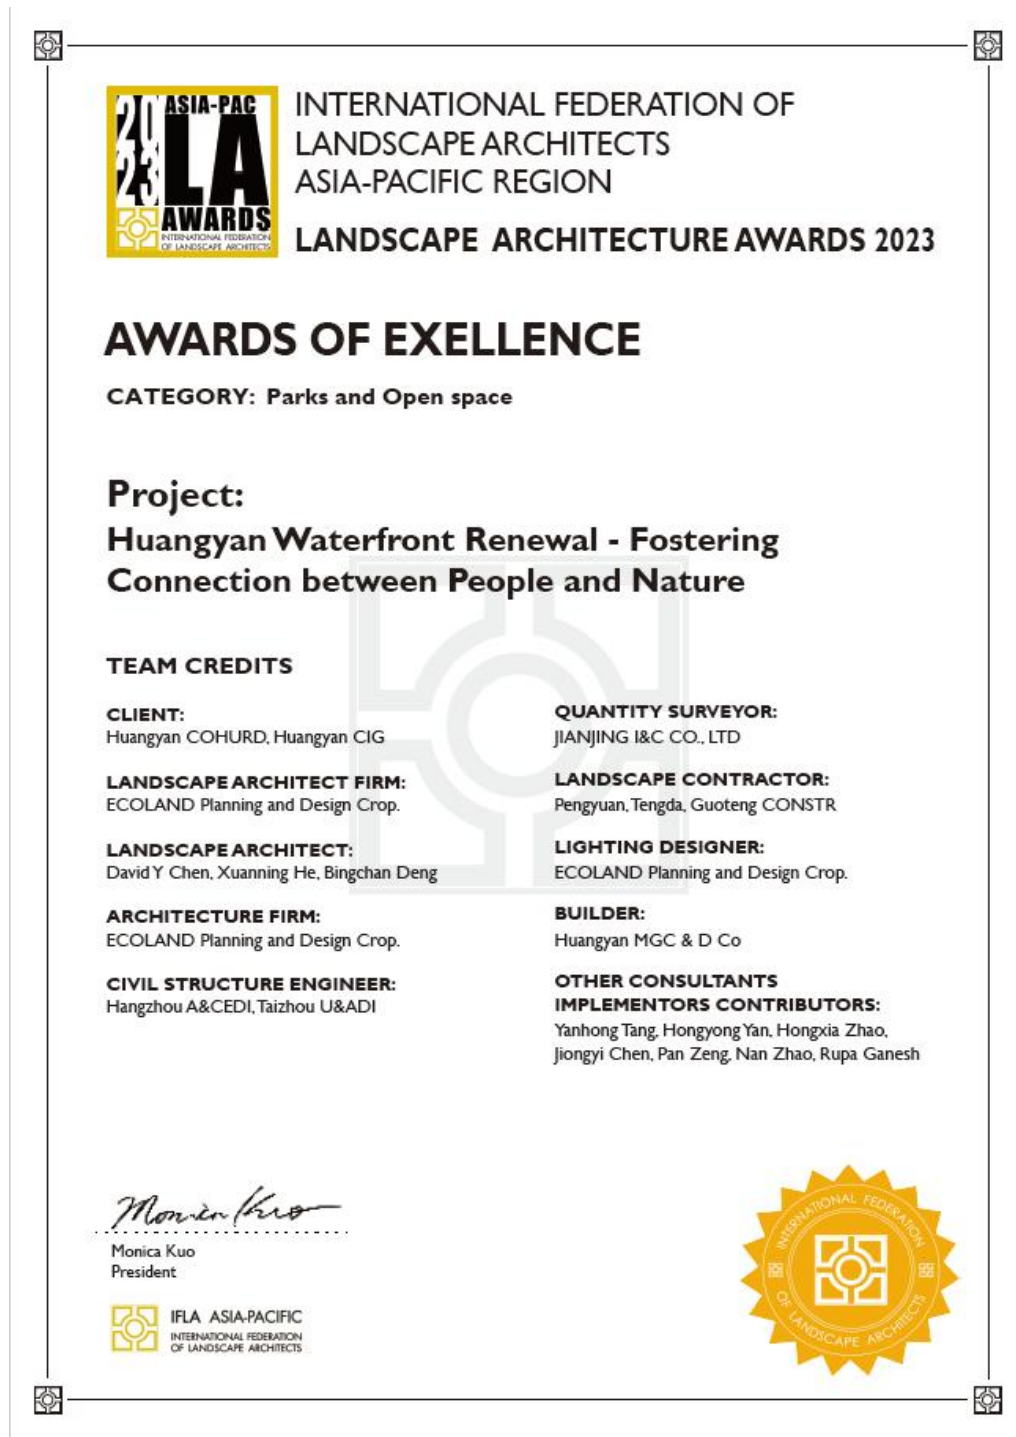 2023
ASIA-PAC
LA
AWARDS
INTERNATIONAL FEDERATION
OF LANDSCAPE ARCHITECTS
INTERNATIONAL FEDERATION OF
LANDSCAPE ARCHITECTS
ASIA-PACIFIC REGION
LANDSCAPE ARCHITECTURE AWARDS 2023
AWARDS OF EXELLENCE
CATEGORY: Parks and Open space
Project:
Huangyan Waterfront Renewal - Fostering
Connection between People and Nature
TEAM CREDITS
CLIENT:
Huangyan COHURD, Huangyan CIG
LANDSCAPE ARCHITECT FIRM:
ECOLAND Planning and Design Crop.
LANDSCAPE ARCHITECT:
David Y Chen, Xuanning He, Bingchan Deng
ARCHITECTURE FIRM:
ECOLAND Planning and Design Crop.
CIVIL STRUCTURE ENGINEER:
Hangzhou A&CEDI, Taizhou U&ADI
QUANTITY SURVEYOR:
JIANJING I&C CO., LTD
LANDSCAPE CONTRACTOR:
Pengyuan, Tengda, Guoteng CONSTR
LIGHTING DESIGNER:
ECOLAND Planning and Design Crop.
BUILDER:
Huangyan MGC & D Co
OTHER CONSULTANTS
IMPLEMENTORS CONTRIBUTORS:
Yanhong Tang, Hongyong Yan, Hongxia Zhao,
Jiongyi Chen, Pan Zeng, Nan Zhao, Rupa Ganesh
Monica Kuo
Monica Kuo
President
IFLA ASIA-PACIFIC
INTERNATIONAL FEDERATION
OF LANDSCAPE ARCHITECTS
INTERNATIONAL FEDERATION
OF LANDSCAPE ARCHITECTS